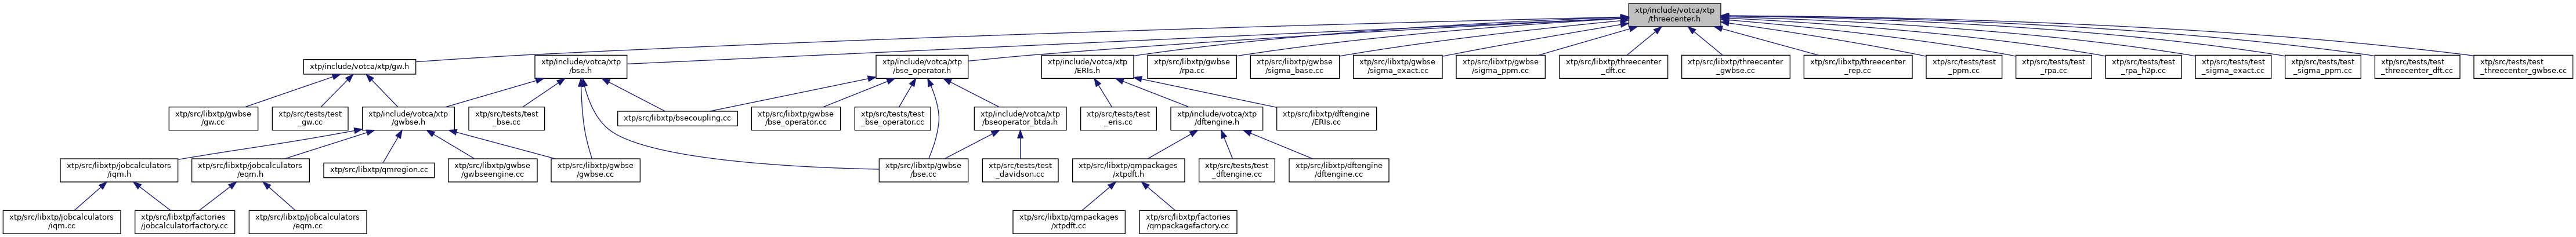 xtp/include/votca/xtp
/threecenter.h
xtp/include/votca/xtp/gw.h
xtp/include/votca/xtp
/bse.h
xtp/include/votca/xtp
/bse_operator.h
xtp/include/votca/xtp
/ERIs.h
xtp/src/libxtp/gwbse
/rpa.cc
xtp/src/libxtp/gwbse
/sigma_base.cc
xtp/src/libxtp/gwbse
/sigma_exact.cc
xtp/src/libxtp/gwbse
/sigma_ppm.cc
xtp/src/libxtp/threecenter
_dft.cc
xtp/src/libxtp/threecenter
_gwbse.cc
xtp/src/libxtp/threecenter
_rep.cc
xtp/src/tests/test
_ppm.cc
xtp/src/tests/test
_rpa.cc
xtp/src/tests/test
_rpa_h2p.cc
xtp/src/tests/test
_sigma_exact.cc
xtp/src/tests/test
_sigma_ppm.cc
xtp/src/tests/test
_threecenter_dft.cc
xtp/src/tests/test
_threecenter_gwbse.cc
xtp/src/libxtp/gwbse
/gw.cc
xtp/src/tests/test
_gw.cc
xtp/include/votca/xtp
/gwbse.h
xtp/src/tests/test
_bse.cc
xtp/src/libxtp/bsecoupling.cc
xtp/src/libxtp/gwbse
/bse_operator.cc
xtp/src/tests/test
_bse_operator.cc
xtp/include/votca/xtp
/bseoperator_btda.h
xtp/src/tests/test
_eris.cc
xtp/include/votca/xtp
/dftengine.h
xtp/src/libxtp/dftengine
/ERIs.cc
xtp/src/libxtp/jobcalculators
/iqm.h
xtp/src/libxtp/jobcalculators
/eqm.h
xtp/src/libxtp/qmregion.cc
xtp/src/libxtp/gwbse
/gwbseengine.cc
xtp/src/libxtp/gwbse
/gwbse.cc
xtp/src/libxtp/gwbse
/bse.cc
xtp/src/tests/test
_davidson.cc
xtp/src/libxtp/qmpackages
/xtpdft.h
xtp/src/tests/test
_dftengine.cc
xtp/src/libxtp/dftengine
/dftengine.cc
xtp/src/libxtp/jobcalculators
/iqm.cc
xtp/src/libxtp/factories
/jobcalculatorfactory.cc
xtp/src/libxtp/jobcalculators
/eqm.cc
xtp/src/libxtp/qmpackages
/xtpdft.cc
xtp/src/libxtp/factories
/qmpackagefactory.cc